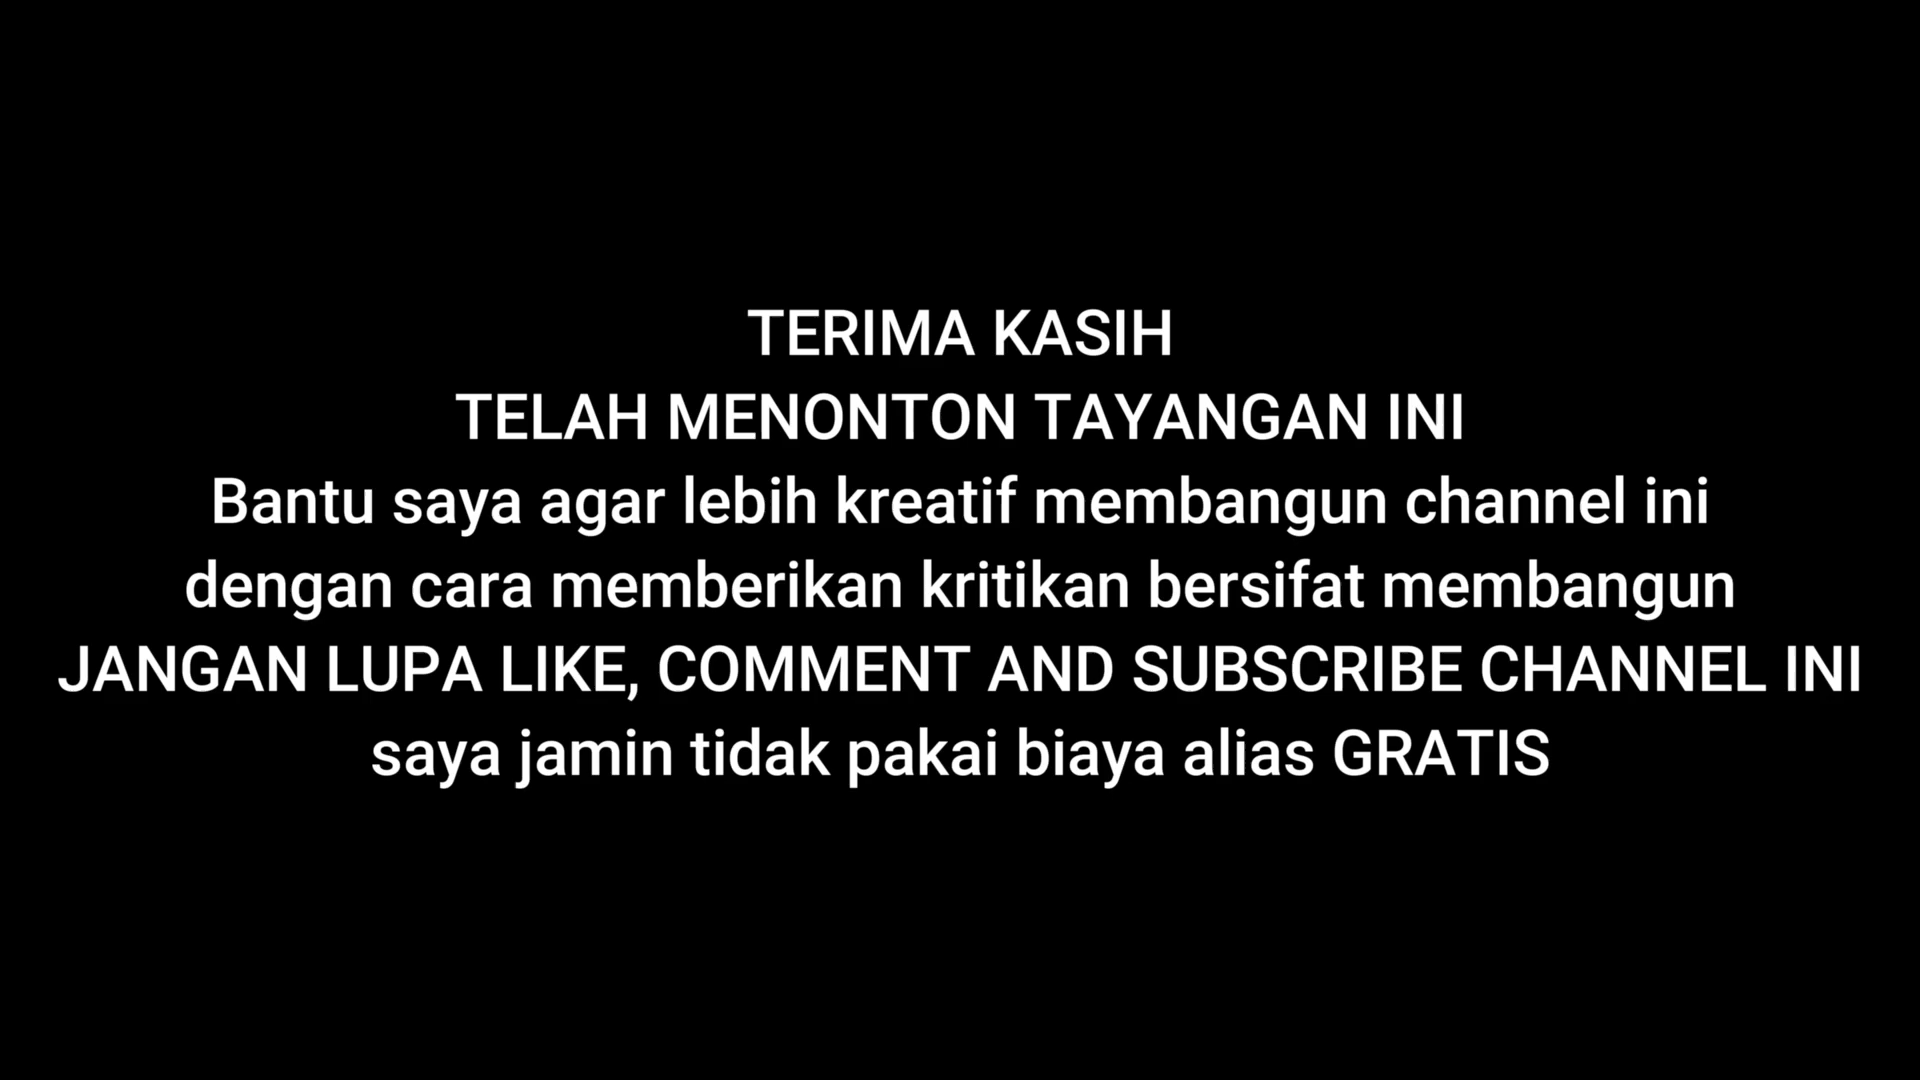 TERIMA KASIH
TELAH MENONTON TAYANGAN INI
Bantu saya agar lebih kreatif membangun channel ini
dengan cara memberikan kritikan bersifat membangun
JANGAN LUPA LIKE, COMMENT AND SUBSCRIBE CHANNEL INI
saya jamin tidak pakai biaya alias GRATIS